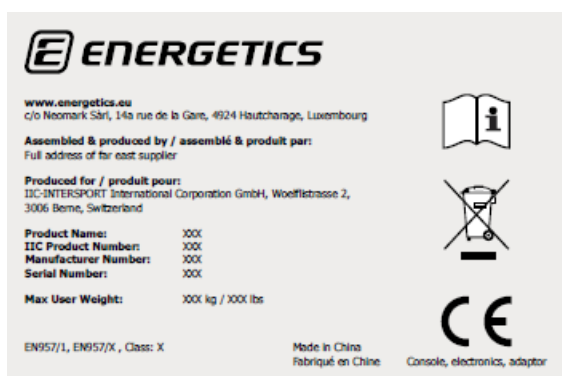 ENERGETICS
www.energetics.eu
c/o Neomark Sàrl, 14a rue de la Gare, 4924 Hautcharage, Luxembourg
Assembled & produced by / assemblé & produit par:
Full address of far east supplier
Produced for / produit pour:
IIC-INTERSPORT International Corporation GmbH, Woelflistrasse 2,
3006 Berne, Switzerland
Product Name: XXX
IIC Product Number: XXX
Manufacturer Number: XXX
Serial Number: XXX
Max User Weight: XXX kg / XXX lbs
EN957/1, EN957/X , Class: X
Made in China
Fabriqué en Chine
i
CE
Console, electronics, adaptor